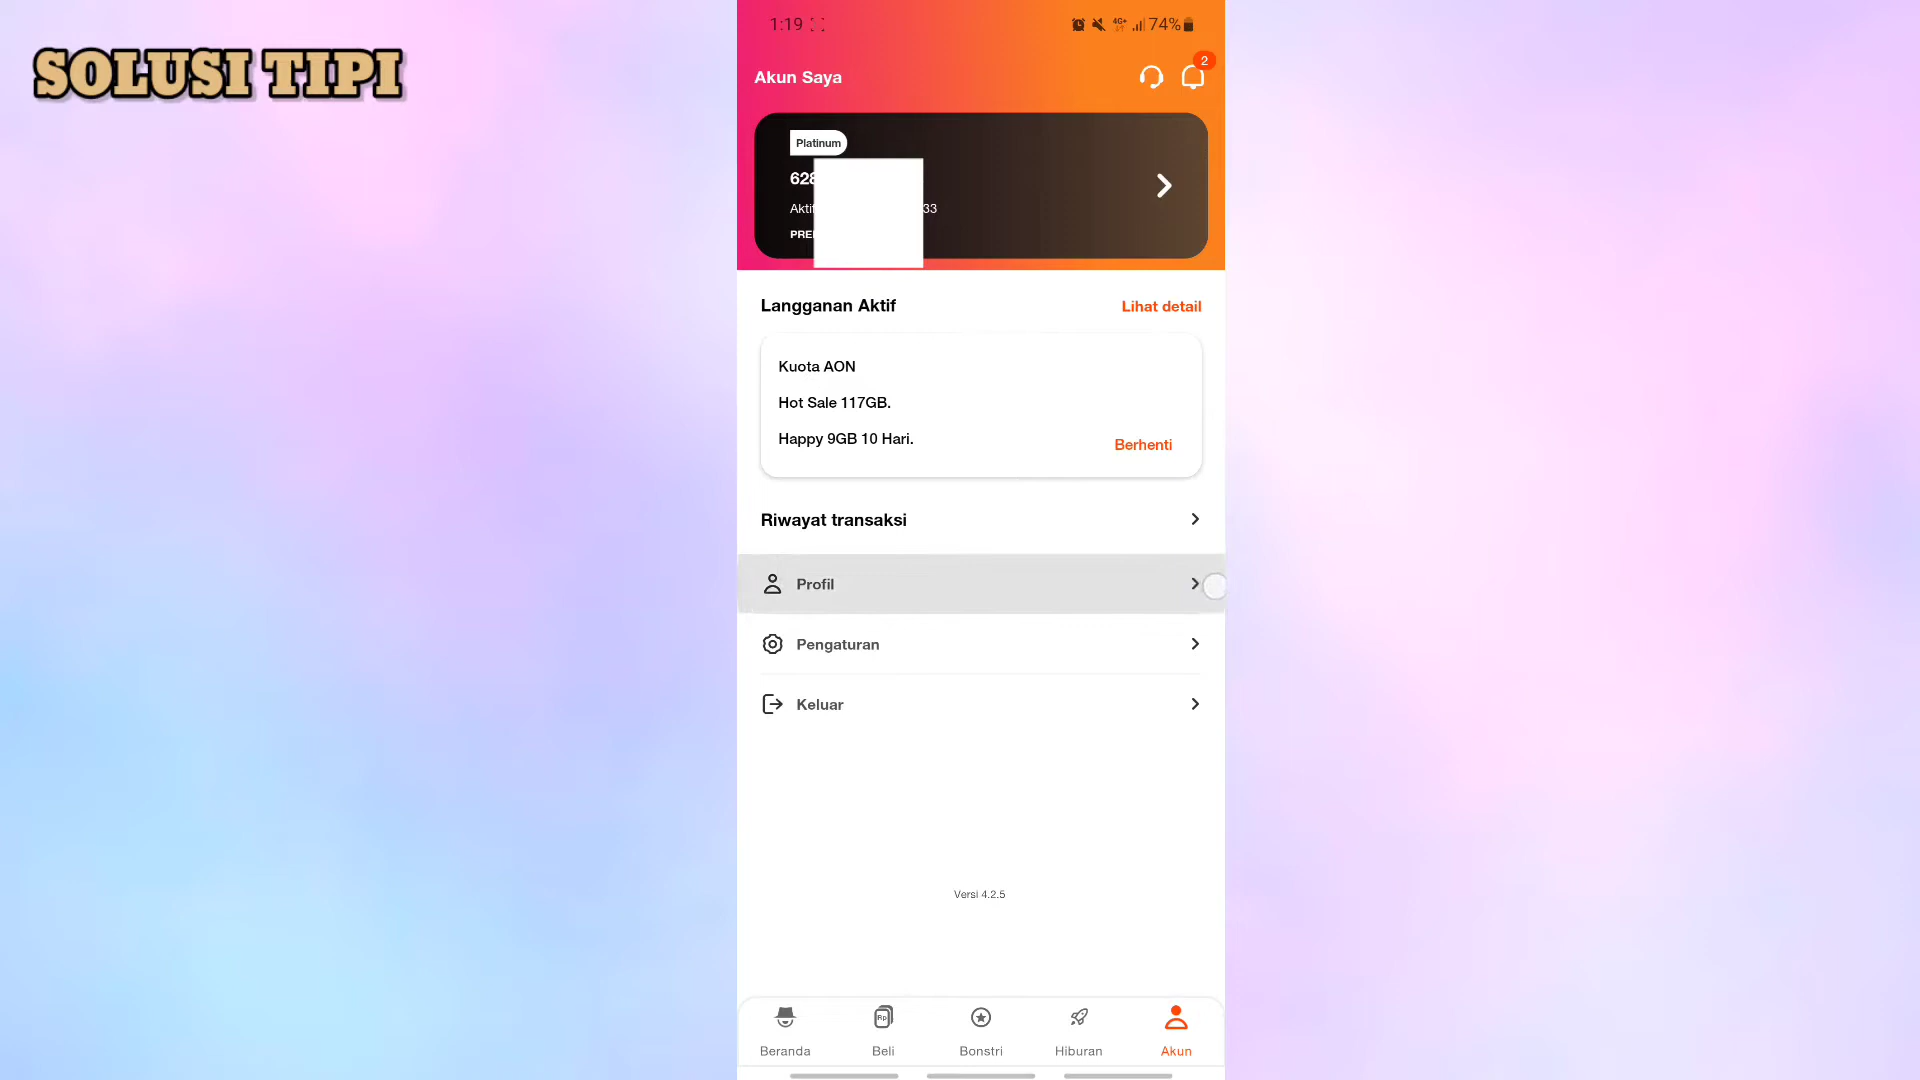 SOLUSI TIPI
1:19
4G+
74%
Akun Saya
2
Platinum
628
33
Langganan Aktif
Lihat detail
Kuota AON
Hot Sale 117GB.
Happy 9GB 10 Hari.
Berhenti
Riwayat transaksi
Profil
Pengaturan
Keluar
Versi 4.2.5
Rp
Beranda
Beli
Bonstri
Hiburan
Akun